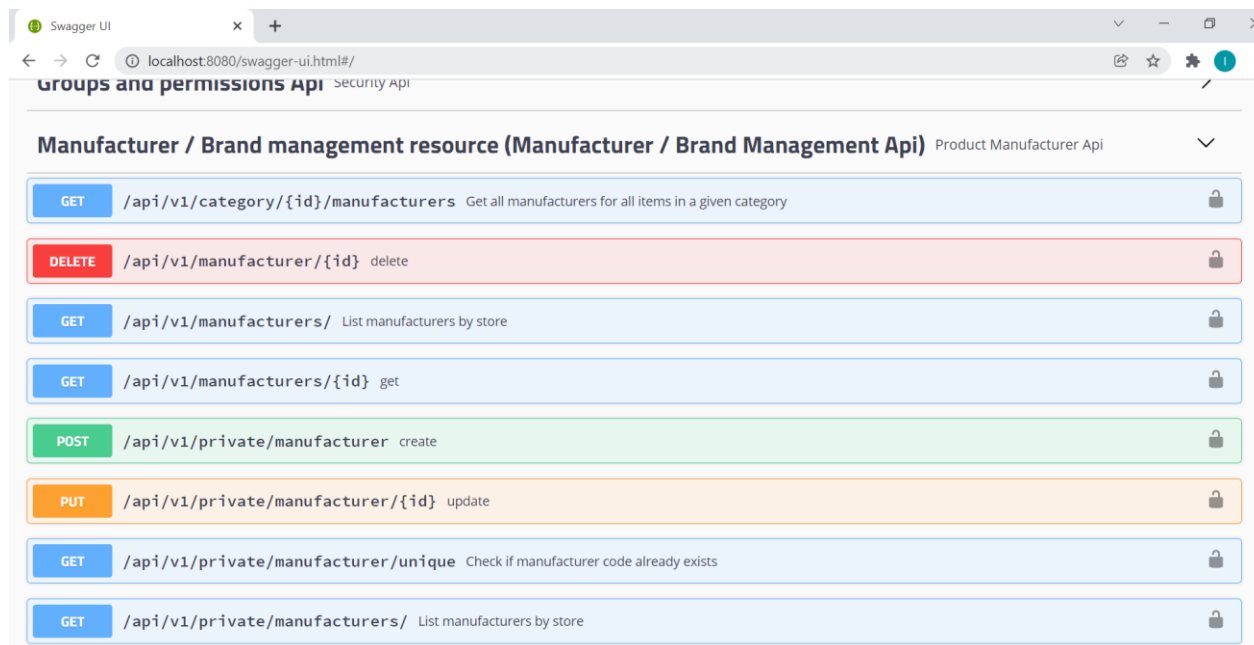 Swagger UI
localhost:8080/swagger-ui.html#/
I
Groups and permissions Api Security Api
Manufacturer / Brand management resource (Manufacturer / Brand Management Api) Product Manufacturer Api
GET /api/v1/category/{id}/manufacturers Get all manufacturers for all items in a given category
DELETE /api/v1/manufacturer/{id} delete
GET /api/v1/manufacturers/ List manufacturers by store
GET /api/v1/manufacturers/{id} get
POST /api/v1/private/manufacturer create
PUT /api/v1/private/manufacturer/{id} update
GET /api/v1/private/manufacturer/unique Check if manufacturer code already exists
GET /api/v1/private/manufacturers/ List manufacturers by store